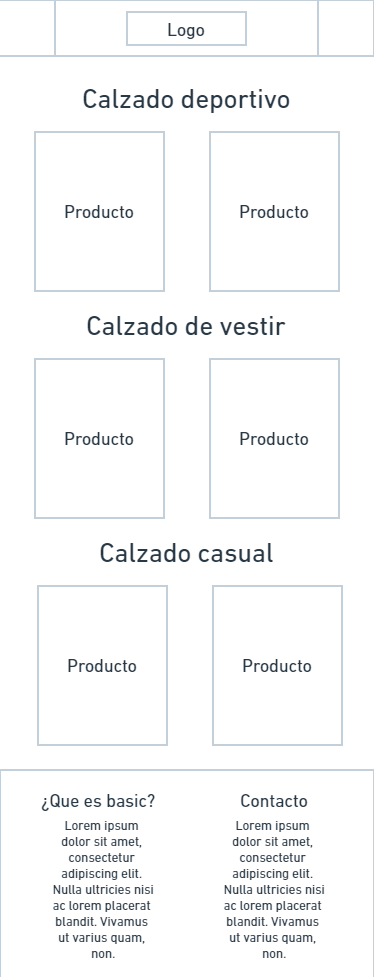 Logo
Calzado deportivo
Producto
Producto
Calzado de vestir
Producto
Producto
Calzado casual
Producto
Producto
¿Que es basic?
Lorem ipsum
dolor sit amet,
consectetur
adipiscing elit.
Nulla ultricies nisi
ac lorem placerat
blandit. Vivamus
ut varius quam,
non.
Contacto
Lorem ipsum
dolor sit amet,
consectetur
adipiscing elit.
Nulla ultricies nisi
ac lorem placerat
blandit. Vivamus
ut varius quam,
non.